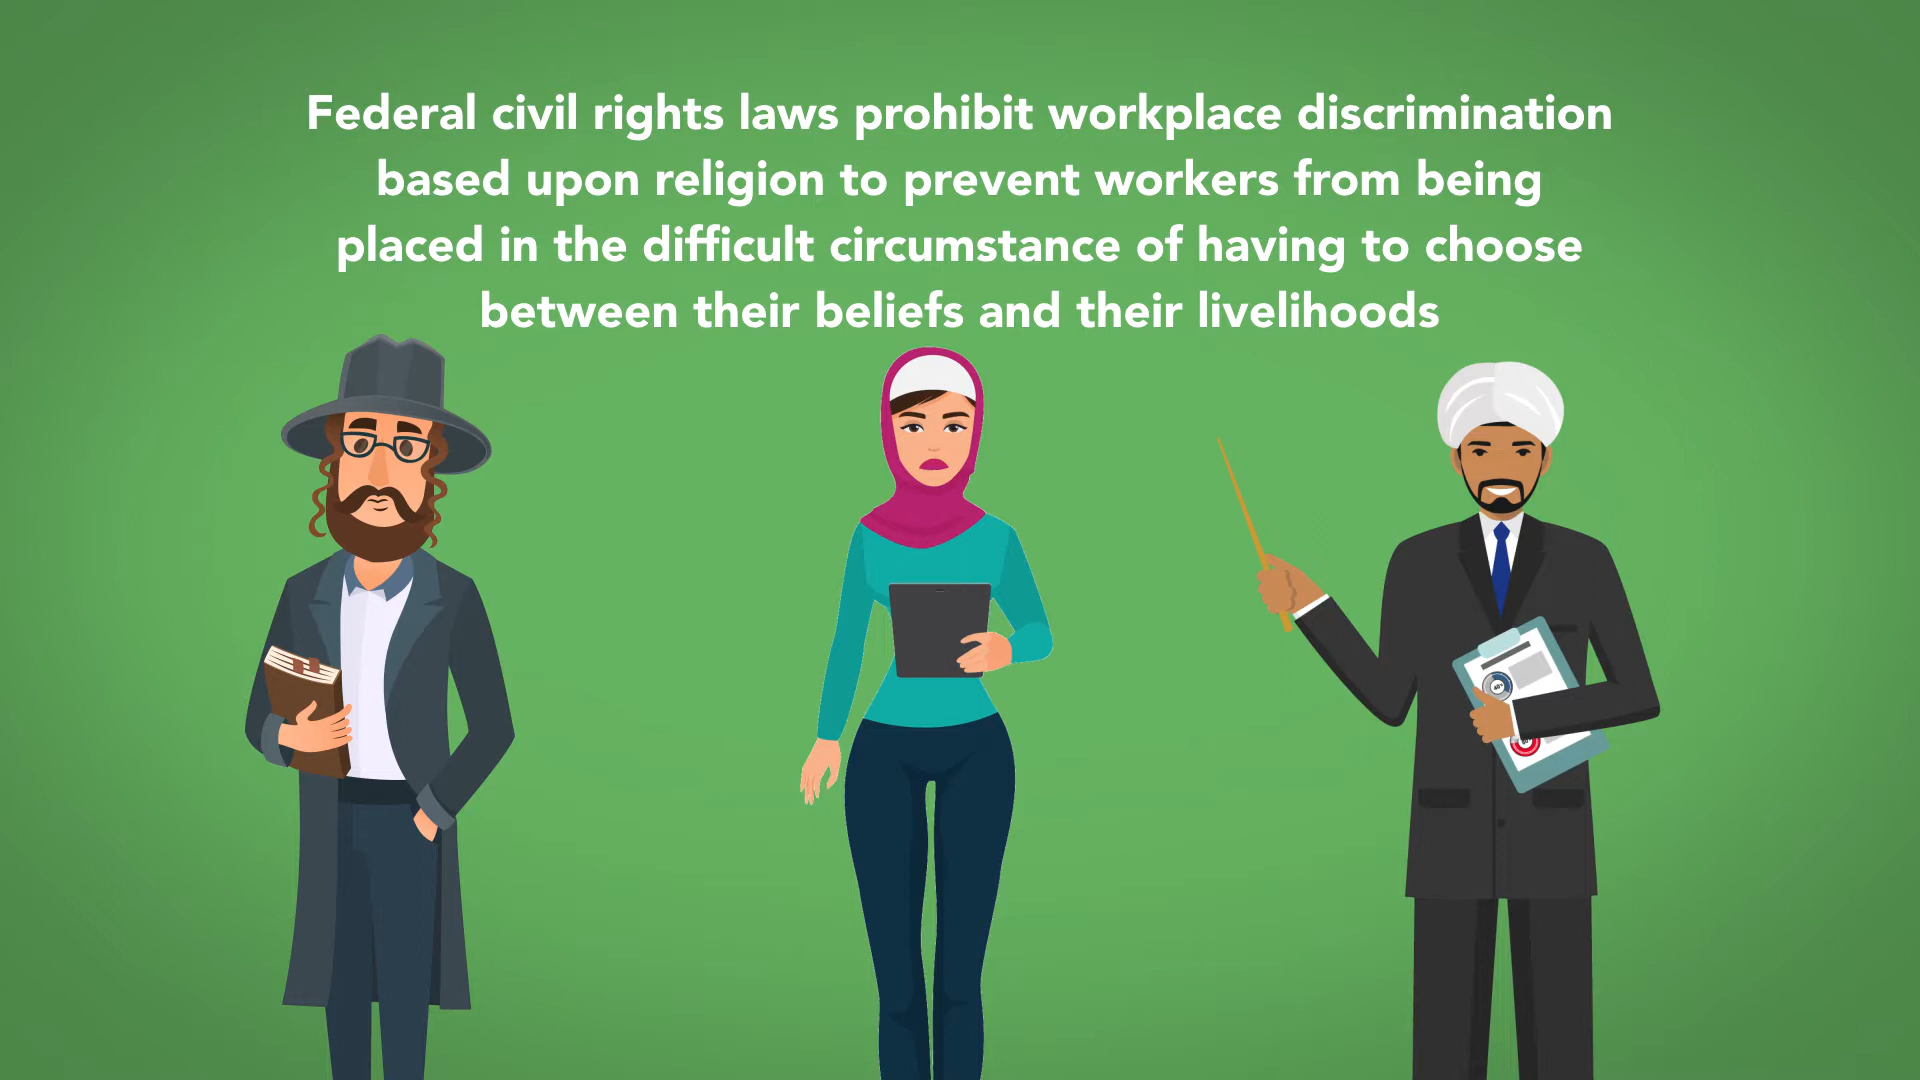 Federal civil rights laws prohibit workplace discrimination
based upon religion to prevent workers from being
placed in the difficult circumstance of having to choose
between their beliefs and their livelihoods